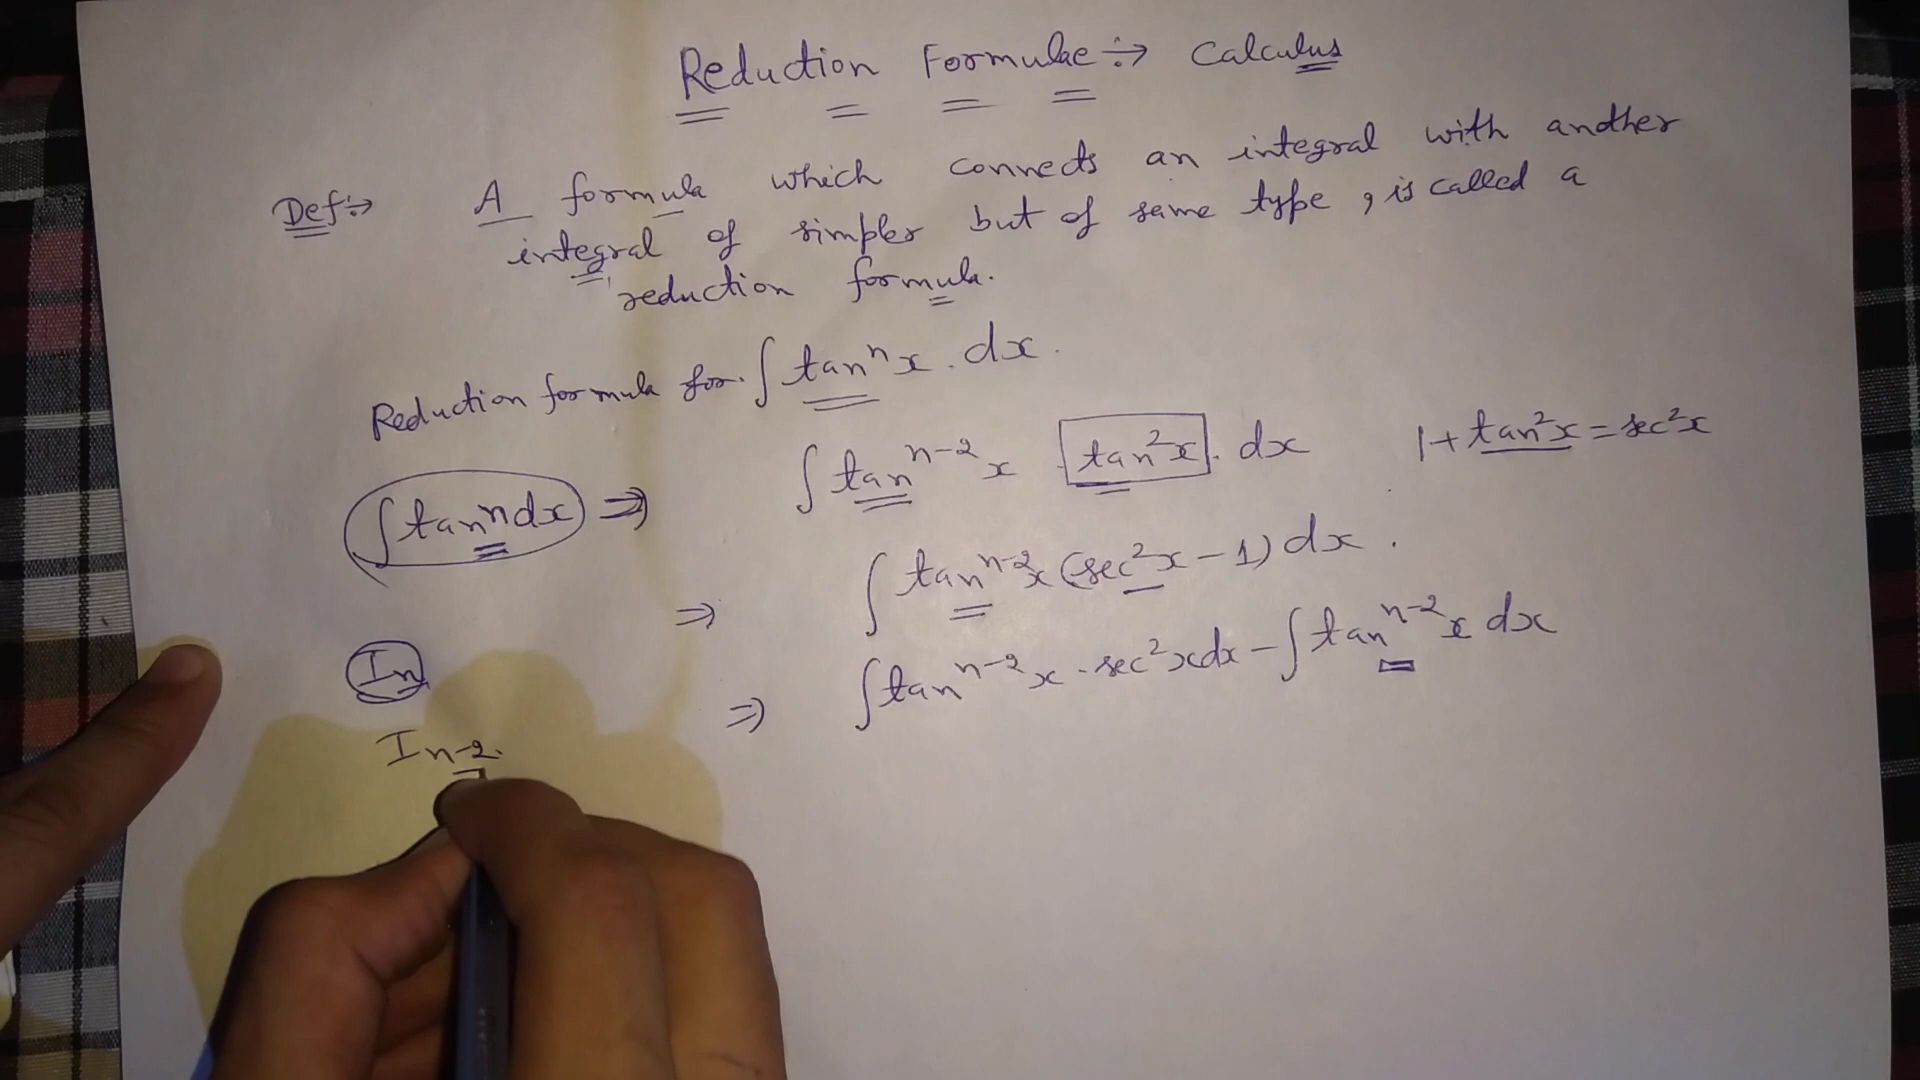 Reduction Formulae :→ Calculus
Def :→ A formula which connects an integral with another
integral of simpler but of same type, is called a
reduction formula.
Reduction formula for ∫ tanⁿx . dx .
∫ tanⁿ⁻²x . tan²x . dx 1 + tan²x = sec²x
∫ tanⁿdx ⇒
⇒ ∫ tanⁿ⁻²x (sec²x - 1) dx .
⇒ ∫ tanⁿ⁻²x . sec²x dx - ∫ tanⁿ⁻²x dx
In
In-2.